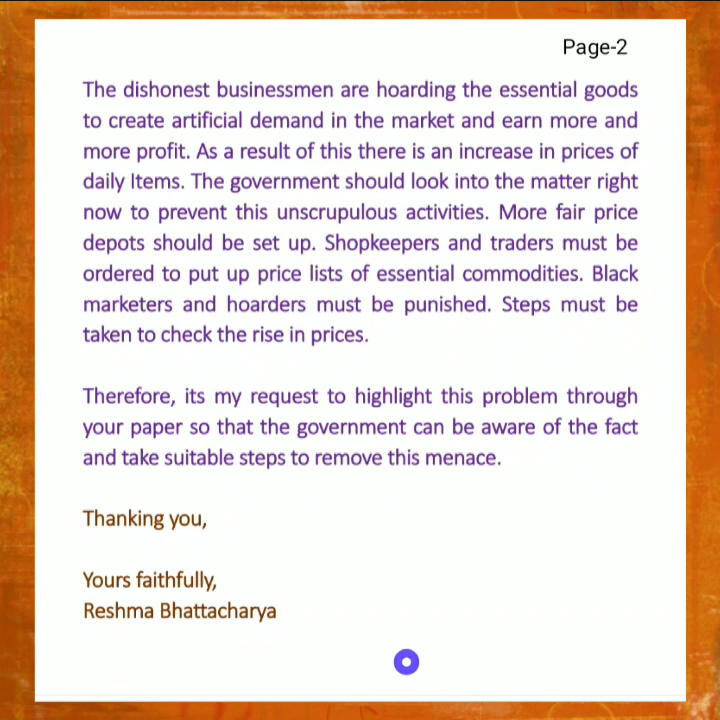 Page-2
The dishonest businessmen are hoarding the essential goods
to create artificial demand in the market and earn more and
more profit. As a result of this there is an increase in prices of
daily Items. The government should look into the matter right
now to prevent this unscrupulous activities. More fair price
depots should be set up. Shopkeepers and traders must be
ordered to put up price lists of essential commodities. Black
marketers and hoarders must be punished. Steps must be
taken to check the rise in prices.
Therefore, its my request to highlight this problem through
your paper so that the government can be aware of the fact
and take suitable steps to remove this menace.
Thanking you,
Yours faithfully,
Reshma Bhattacharya